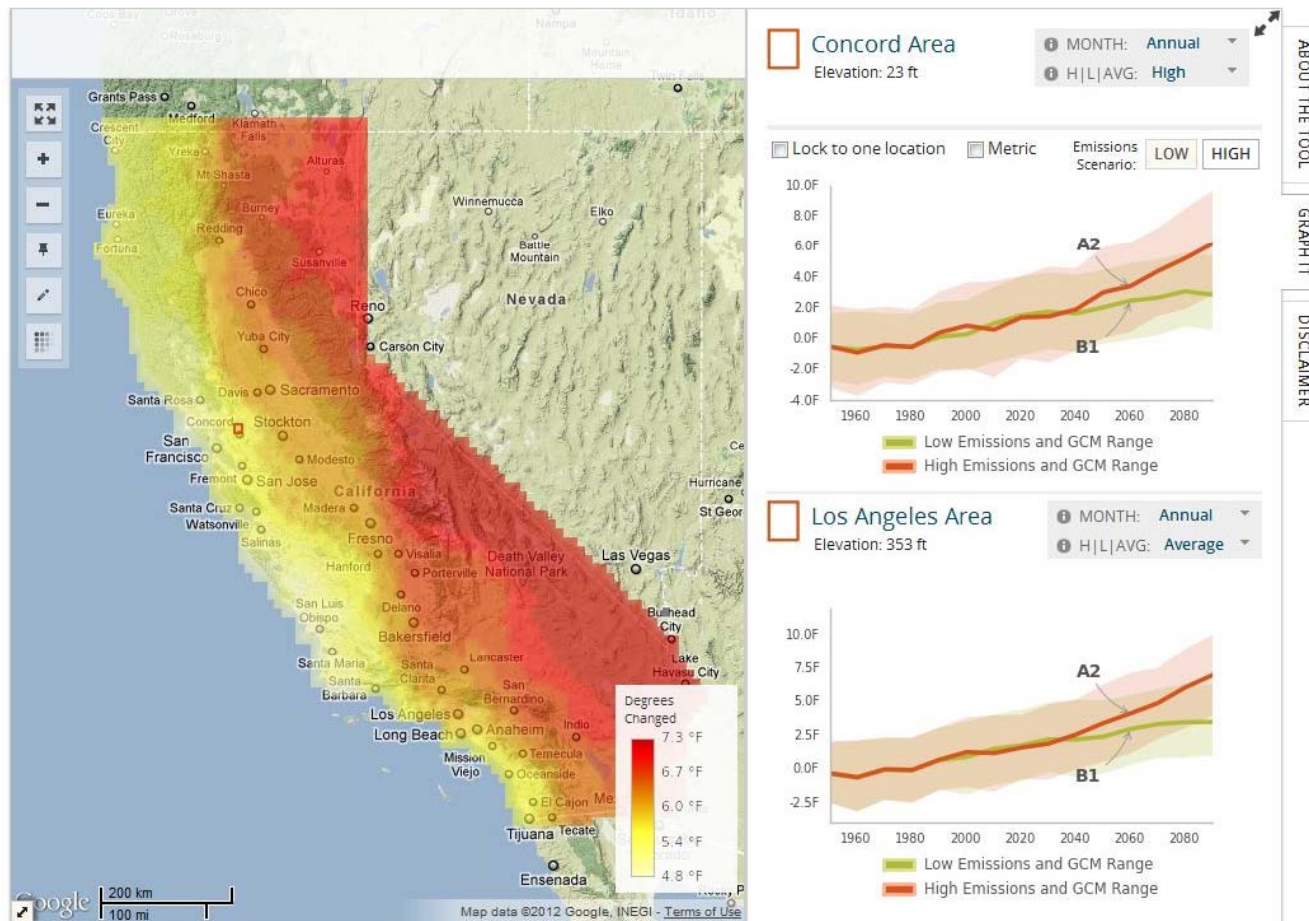 Coos Bay
Roseburg
Idaho
Nampa
Mountain
Home
Twin Falls
Grants Pass
Medford
Klamath
Falls
Crescent
City
Yreka
Alturas
Mt Shasta
Burney
Winnemucca
Elko
Eureka
Redding
Battle
Mountain
Fortuna
Susanville
Chico
Reno
Nevada
Yuba City
Carson City
Davis
Sacramento
Santa Rosa
Concord
Stockton
San
Francisco
Modesto
Fremont
San Jose
California
Hurricane
St Geor
Santa Cruz
Madera
Watsonville
Fresno
Salinas
Visalia
Hanford
Death Valley
National Park
Las Vegas
Porterville
Delano
San Luis
Obispo
Bakersfield
Bullhead
City
Santa Maria
Lake
Havasu City
Santa
Barbara
Santa
Clarita
Lancaster
San
Bernardino
Los Angeles
Long Beach
Anaheim
Indio
Mission
Viejo
Temecula
Oceanside
El Cajon
Tijuana
Tecate
Ensenada
Degrees
Changed
7.3 °F
6.7 °F
6.0 °F
5.4 °F
4.8 °F
Google
200 km
100 mi
Map data ©2012 Google, INEGI - Terms of Use
Concord Area
Elevation: 23 ft
MONTH: Annual
H|L|AVG: High
Lock to one location
Metric
Emissions
Scenario:
LOW
HIGH
10.0F
8.0F
6.0F
4.0F
2.0F
0.0F
-2.0F
-4.0F
A2
B1
1960 1980 2000 2020 2040 2060 2080
Low Emissions and GCM Range
High Emissions and GCM Range
Los Angeles Area
Elevation: 353 ft
MONTH: Annual
H|L|AVG: Average
10.0F
7.5F
5.0F
2.5F
0.0F
-2.5F
A2
B1
1960 1980 2000 2020 2040 2060 2080
Low Emissions and GCM Range
High Emissions and GCM Range
ABOUT THE TOOL
GRAPH IT
DISCLAIMER